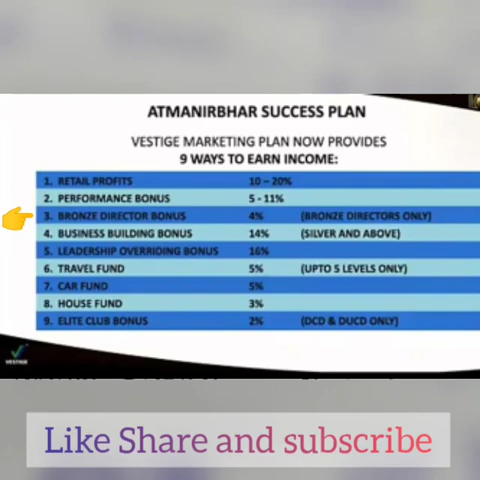 ATMANIRBHAR SUCCESS PLAN
VESTIGE MARKETING PLAN NOW PROVIDES
9 WAYS TO EARN INCOME:
1. RETAIL PROFITS 10 – 20%
2. PERFORMANCE BONUS 5 - 11%
3. BRONZE DIRECTOR BONUS 4% (BRONZE DIRECTORS ONLY)
4. BUSINESS BUILDING BONUS 14% (SILVER AND ABOVE)
5. LEADERSHIP OVERRIDING BONUS 16%
6. TRAVEL FUND 5% (UPTO 5 LEVELS ONLY)
7. CAR FUND 5%
8. HOUSE FUND 3%
9. ELITE CLUB BONUS 2% (DCD & DUCD ONLY)
VESTIGE
Like Share and subscribe